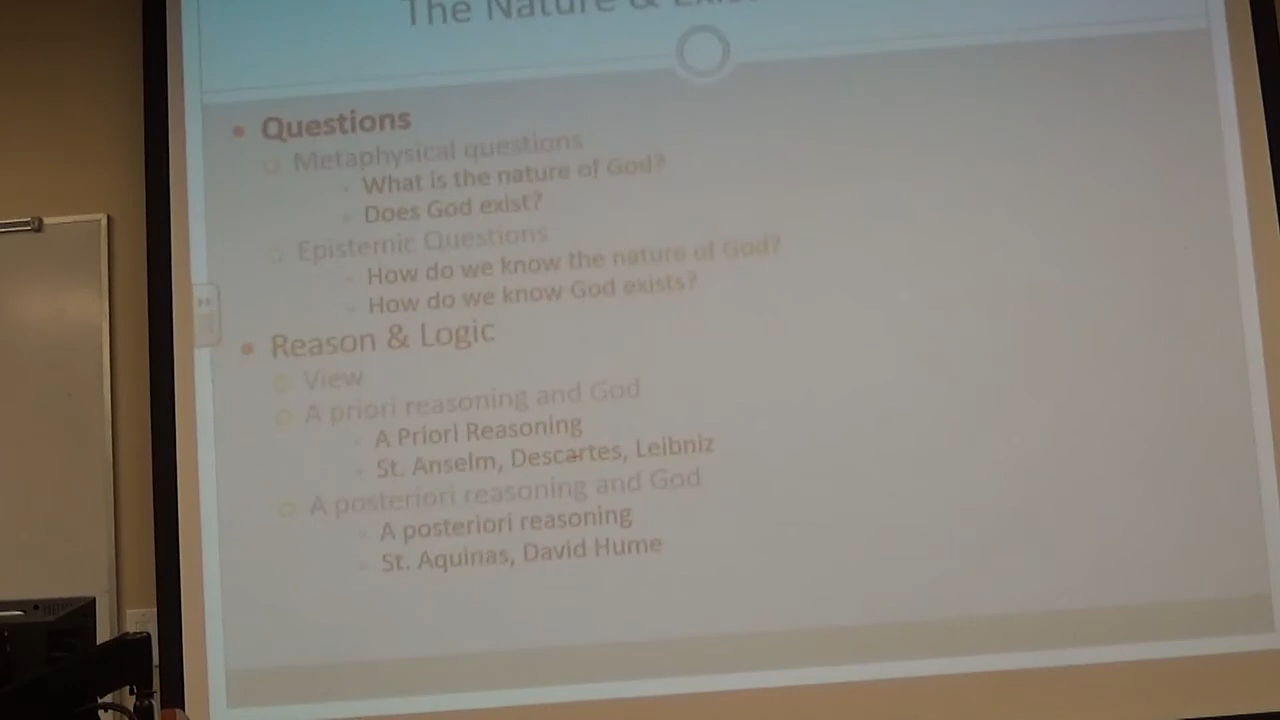 The Nature &
Questions
Metaphysical questions
What is the nature of God?
Does God exist?
Epistemic Questions
How do we know the nature of God?
How do we know God exists?
Reason & Logic
View
A priori reasoning and God
A Priori Reasoning
St. Anselm, Descartes, Leibniz
A posteriori reasoning and God
A posteriori reasoning
St. Aquinas, David Hume